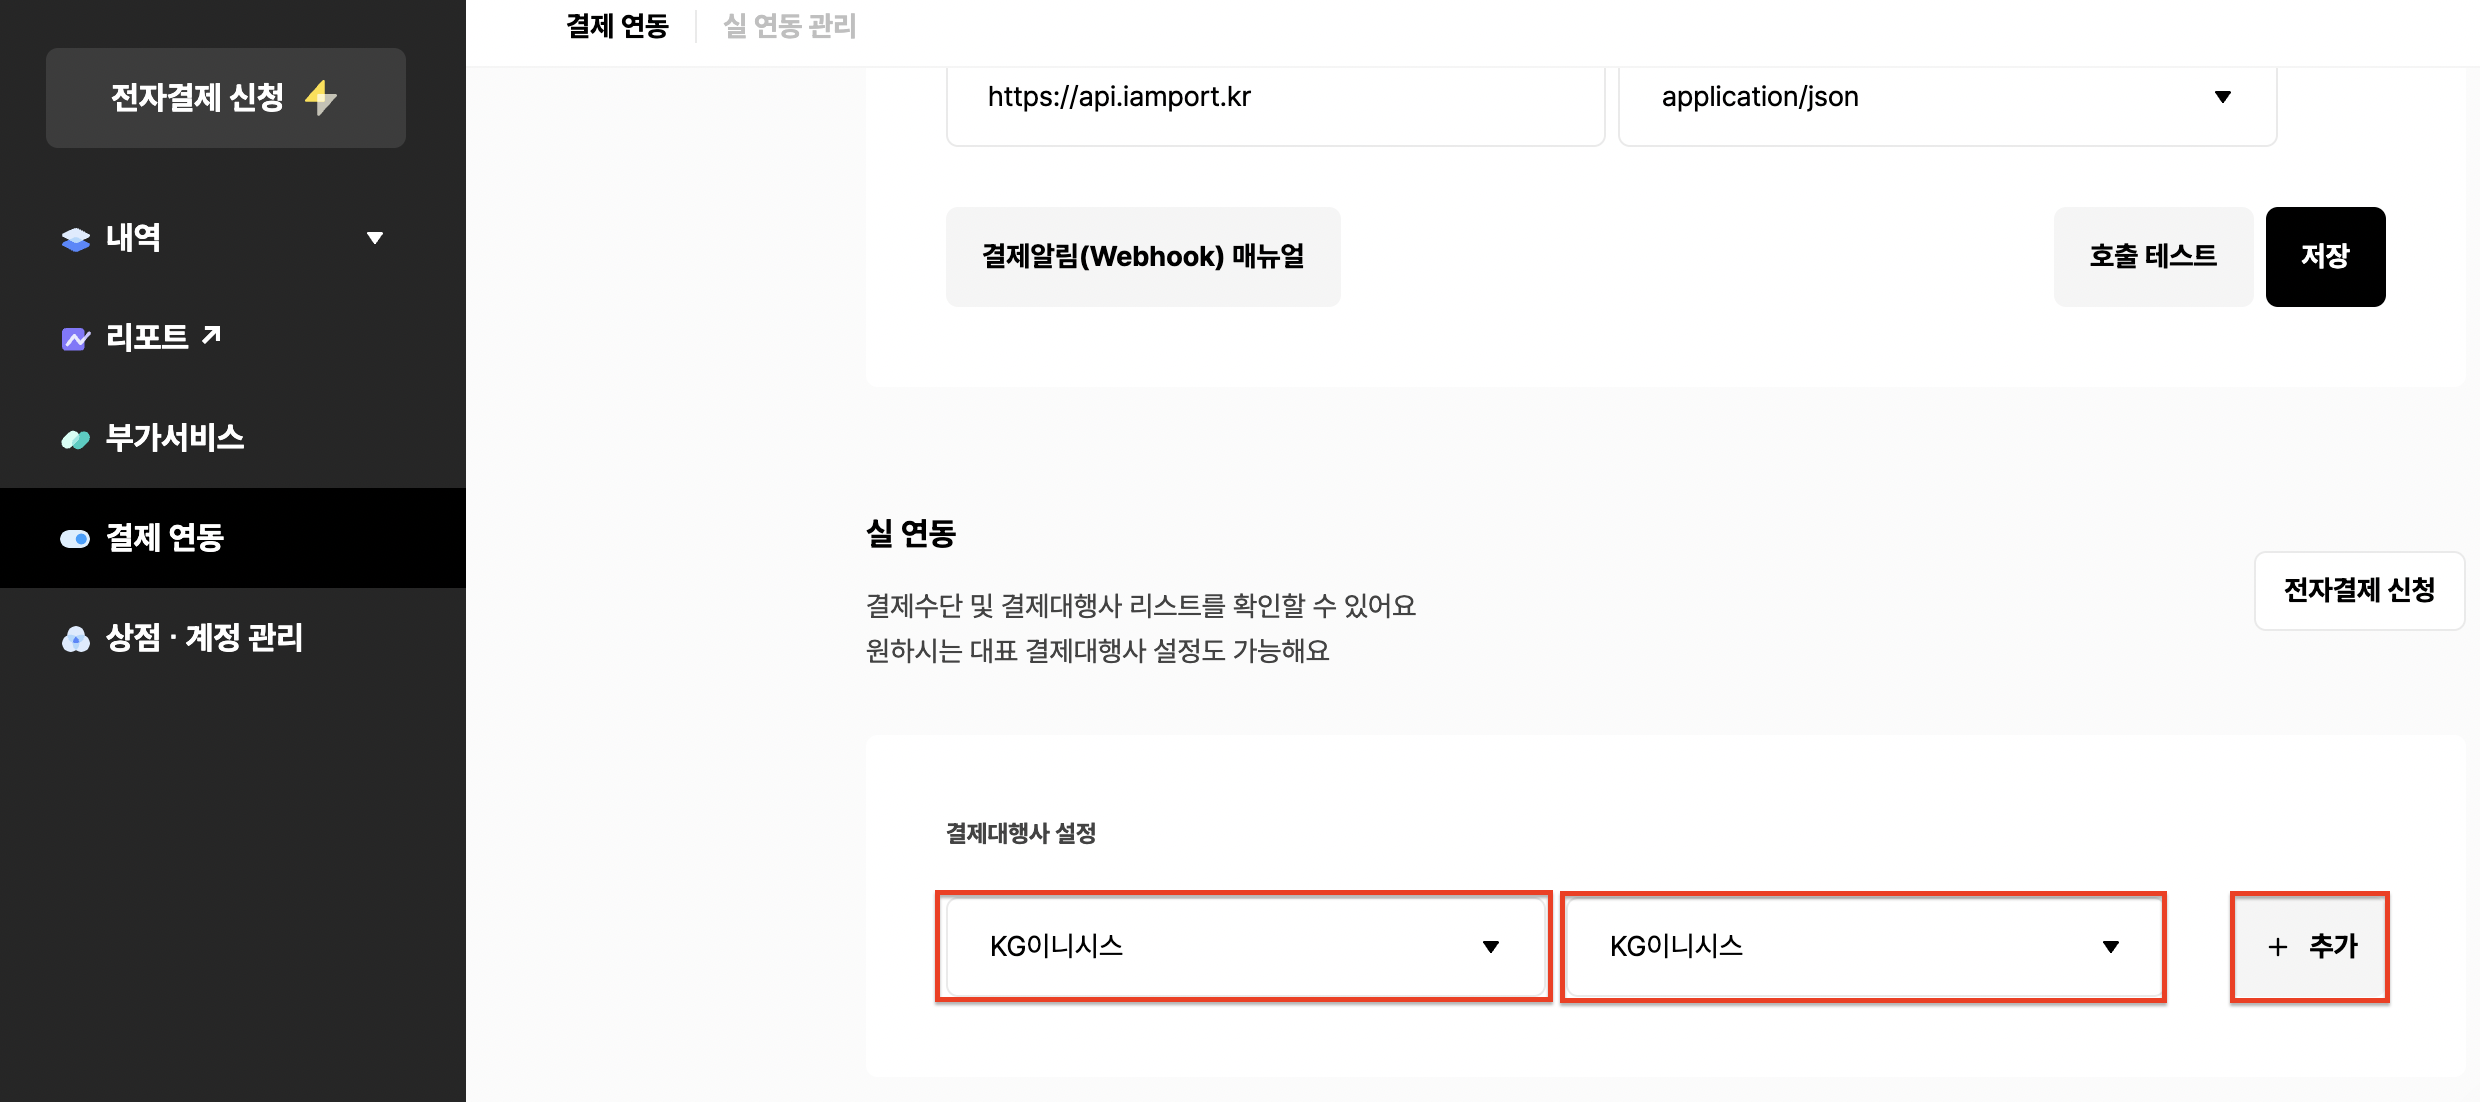 전자결제 신청
내역
리포트
부가서비스
결제 연동
상점 · 계정 관리
결제 연동
실 연동 관리
https://api.iamport.kr
application/json
결제알림(Webhook) 매뉴얼
호출 테스트
저장
실 연동
결제수단 및 결제대행사 리스트를 확인할 수 있어요
원하시는 대표 결제대행사 설정도 가능해요
전자결제 신청
결제대행사 설정
KG이니시스
KG이니시스
+ 추가